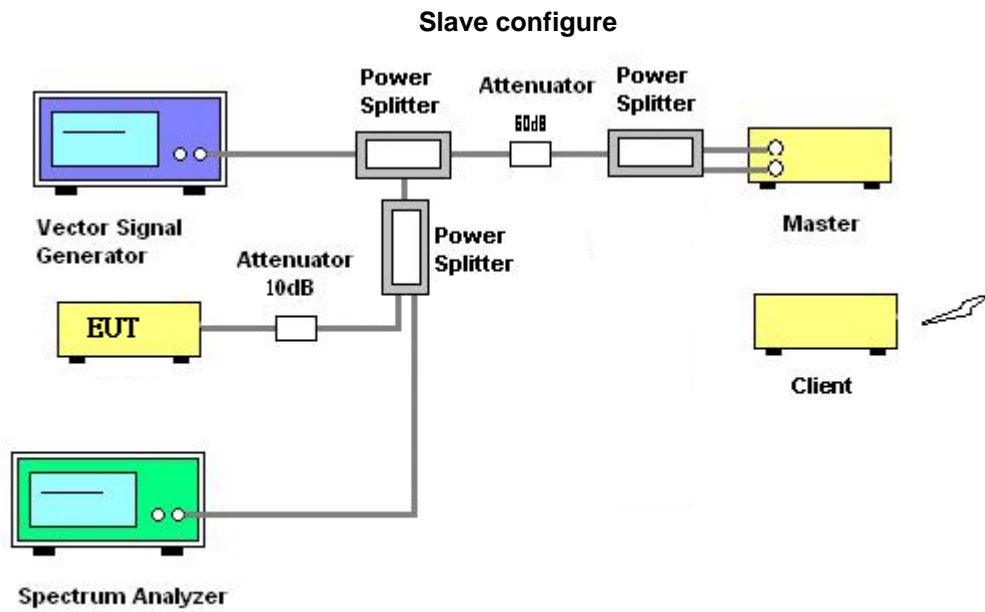 Slave configure
Power
Splitter
Attenuator
60dB
Power
Splitter
Vector Signal
Generator
Master
Power
Splitter
Attenuator
10dB
EUT
Client
Spectrum Analyzer